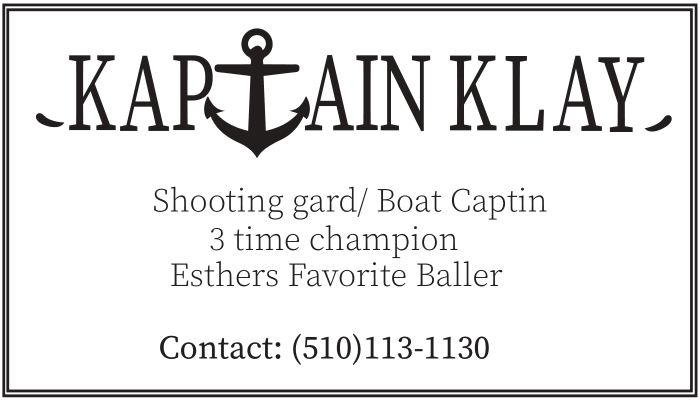 KAPTAIN KLAY
Shooting gard/ Boat Captin
3 time champion
Esthers Favorite Baller
Contact: (510)113-1130